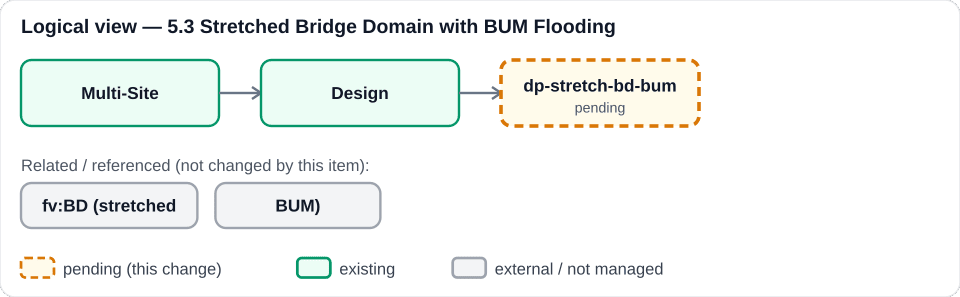 Logical view — 5.3 Stretched Bridge Domain with BUM Flooding
Multi-Site
Design
dp-stretch-bd-bum
pending
Related / referenced (not changed by this item):
fv:BD (stretched
BUM)
pending (this change)
existing
external / not managed